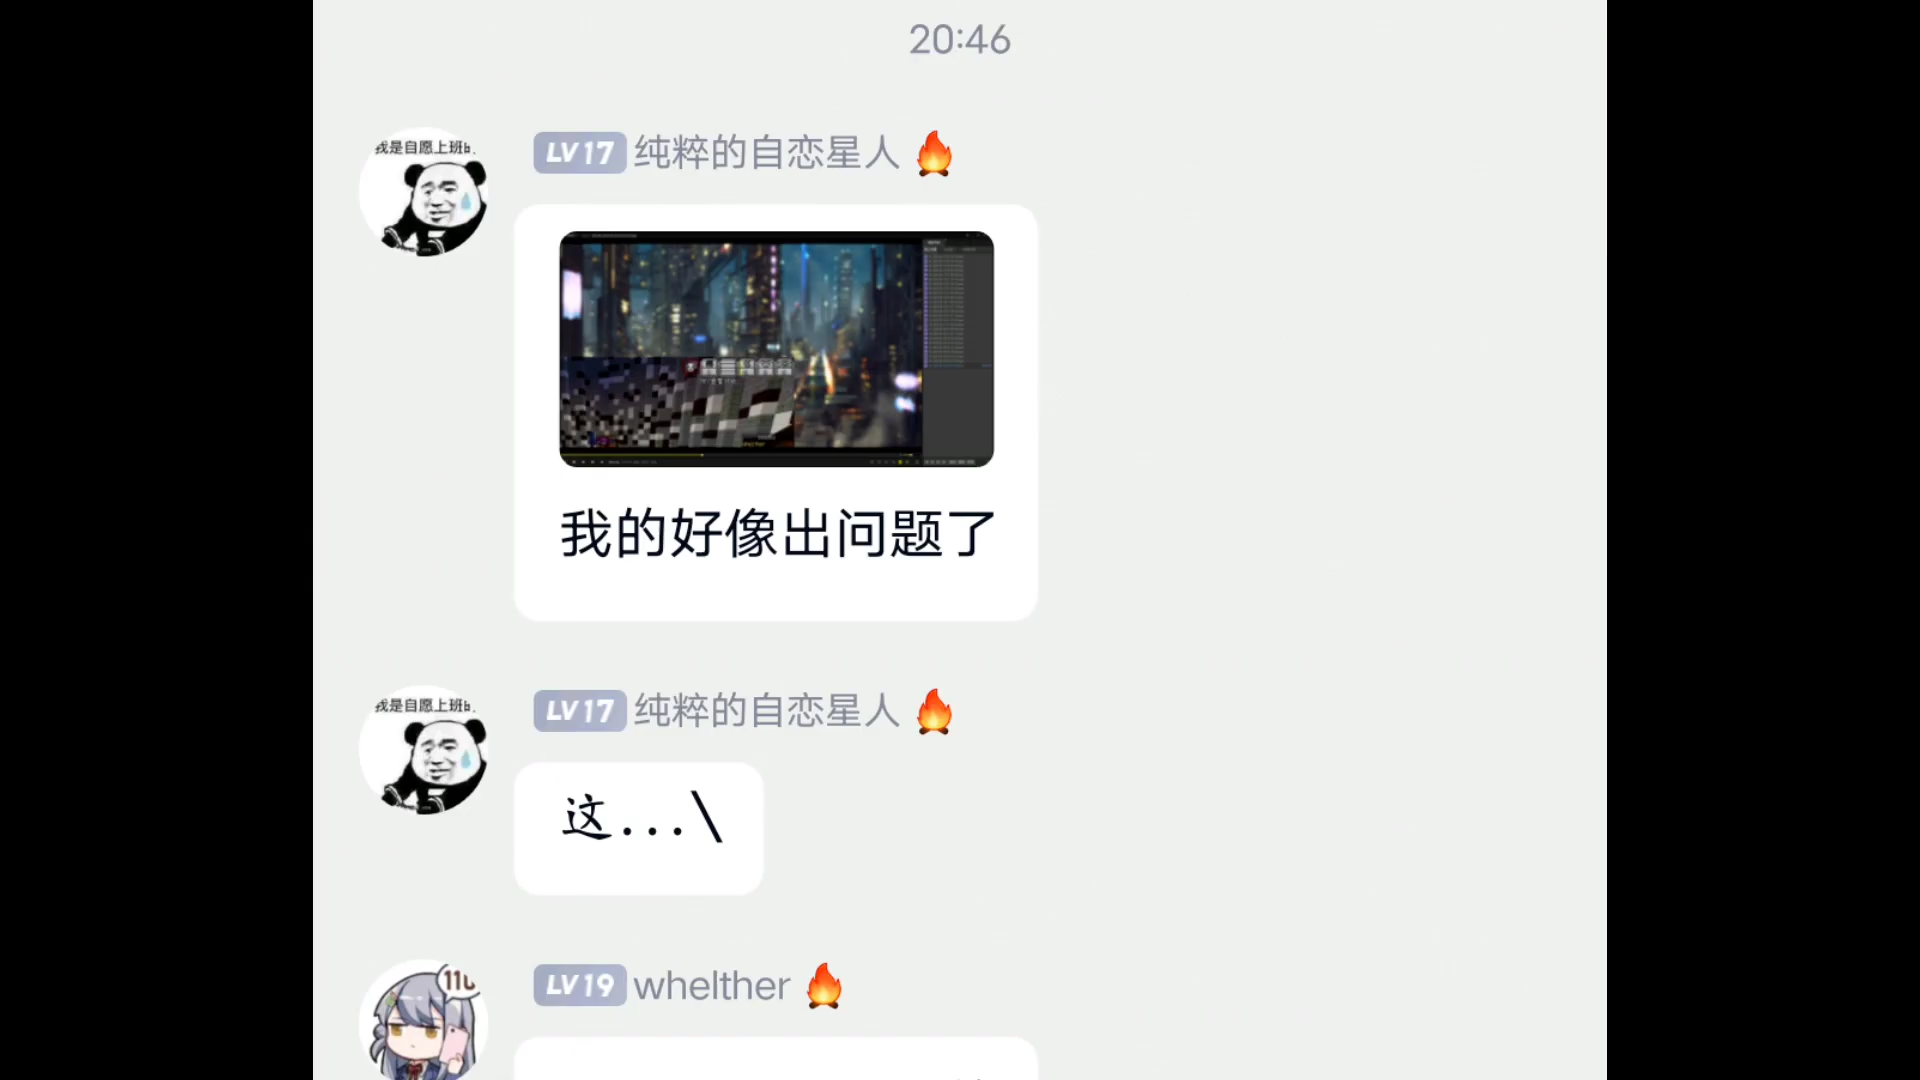 20:46
我是自愿上班
LV17 纯粹的自恋星人
我的好像出问题了
我是自愿上班
LV17 纯粹的自恋星人
这...\
LV19 whelther